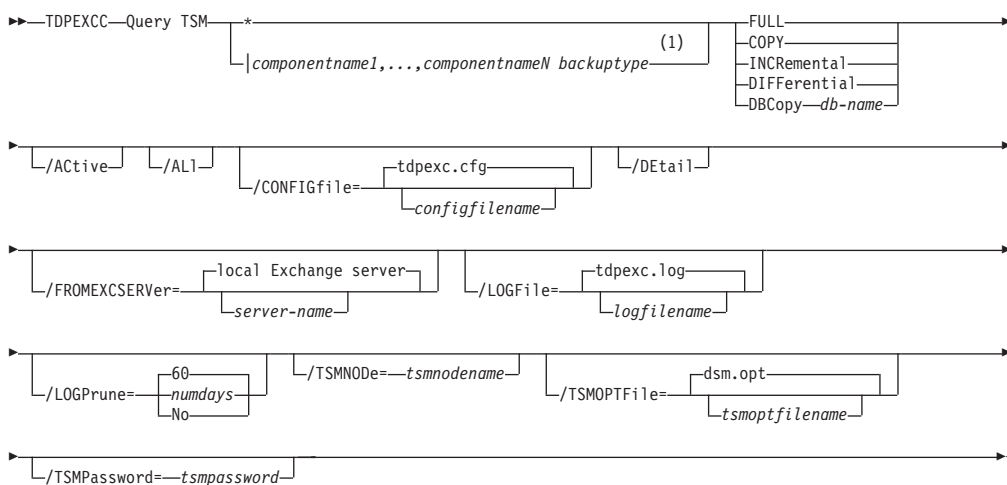 TDPEXCC Query TSM * FULL
(1) COPY
componentname1,...,componentnameN backuptype INCRemental
DIFFerential
DBCopy db-name
/ACtive /ALl tdpexc.cfg /DEtail
/CONFIGfile= configfilename
local Exchange server tdpexc.log
/FROMEXCSERVer= server-name /LOGFile= logfilename
60 /TSMNODe= tsmnodename dsm.opt
/LOGPrune= numdays /TSMOPTFile= tsmoptfilename
No
/TSMPassword= tsmpassword